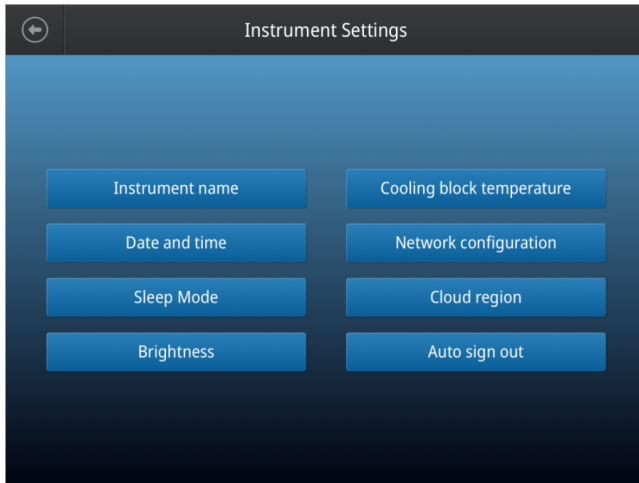 Instrument Settings
Instrument name
Cooling block temperature
Date and time
Network configuration
Sleep Mode
Cloud region
Brightness
Auto sign out